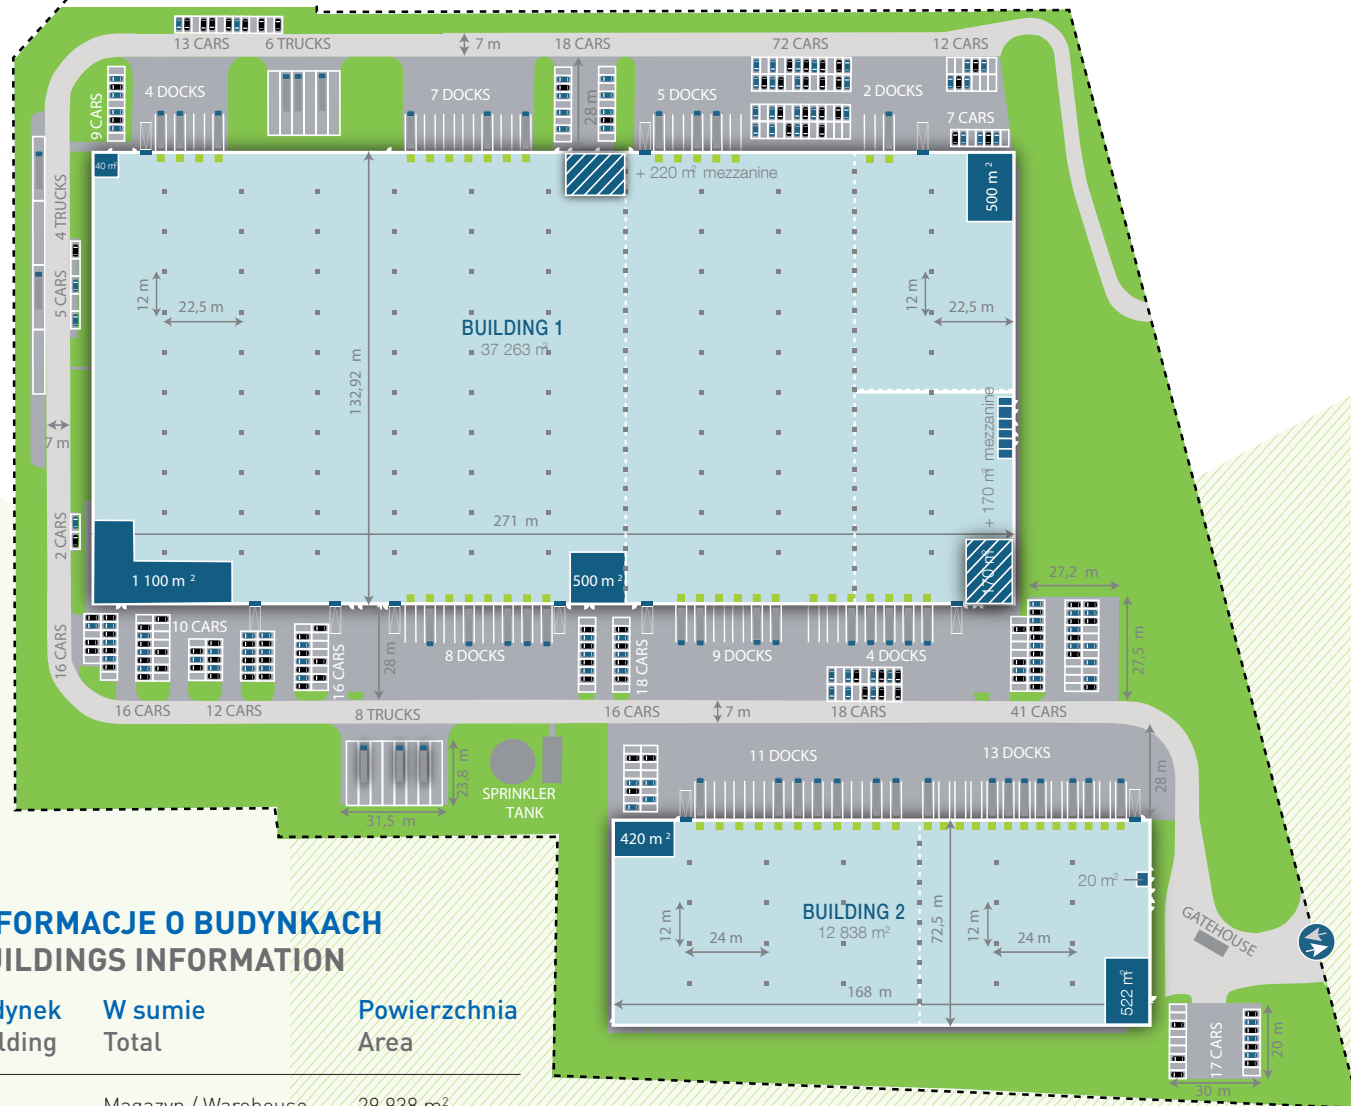 13 CARS
6 TRUCKS
7 m
18 CARS
72 CARS
12 CARS
9 CARS
4 DOCKS
7 DOCKS
28 m
5 DOCKS
2 DOCKS
7 CARS
40 m²
+ 220 m² mezzanine
500 m²
4 TRUCKS
5 CARS
12 m
22,5 m
12 m
22,5 m
BUILDING 1
37 263 m²
132,92 m
+ 170 m² mezzanine
7 m
271 m
2 CARS
1 100 m²
500 m²
170 m²
27,2 m
27,5 m
16 CARS
10 CARS
16 CARS
28 m
8 DOCKS
18 CARS
9 DOCKS
4 DOCKS
16 CARS
12 CARS
8 TRUCKS
16 CARS
7 m
18 CARS
41 CARS
23,8 m
31,5 m
SPRINKLER
TANK
11 DOCKS
13 DOCKS
28 m
420 m²
20 m²
BUILDING 2
12 838 m²
72,5 m
12 m
24 m
12 m
24 m
168 m
522 m²
GATEHOUSE
17 CARS
20 m
30 m
FORMACJE O BUDYNKACH
UILDINGS INFORMATION
dynek W sumie Powierzchnia
lding Total Area
Magazyn / Warehouse 29 938 m²